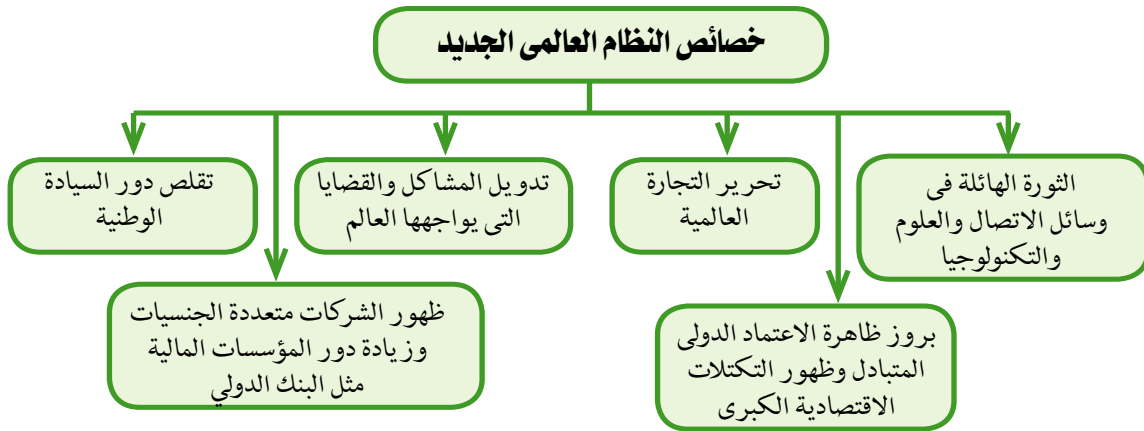 خصائص النظام العالمى الجديد
الثورة الهائلة فى
وسائل الاتصال والعلوم
والتكنولوجيا
بروز ظاهرة الاعتماد الدولى
المتبادل وظهور التكتلات
الاقتصادية الكبرى
تحرير التجارة
العالمية
تدويل المشاكل والقضايا
التى يواجهها العالم
ظهور الشركات متعددة الجنسيات
وزيادة دور المؤسسات المالية
مثل البنك الدولي
تقلص دور السيادة
الوطنية